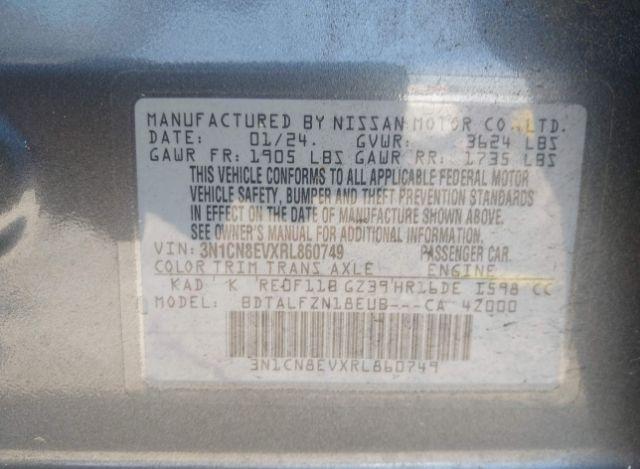 MANUFACTURED BY NISSAN MOTOR CO., LTD.
DATE: 01/24. GVWR: 3624 LBS
GAWR FR: 1905 LBS GAWR RR: 1735 LBS
THIS VEHICLE CONFORMS TO ALL APPLICABLE FEDERAL MOTOR
VEHICLE SAFETY, BUMPER AND THEFT PREVENTION STANDARDS
IN EFFECT ON THE DATE OF MANUFACTURE SHOWN ABOVE.
SEE OWNER'S MANUAL FOR ADDITIONAL INFORMATION.
VIN: 3N1CN8EVXRL860749 PASSENGER CAR.
COLOR TRIM TRANS AXLE ENGINE
KAD K RE0F11B GZ39 HR16DE 1598 CC
MODEL: BDTALFZN18EUB---CA 4Z000
3N1CN8EVXRL860749